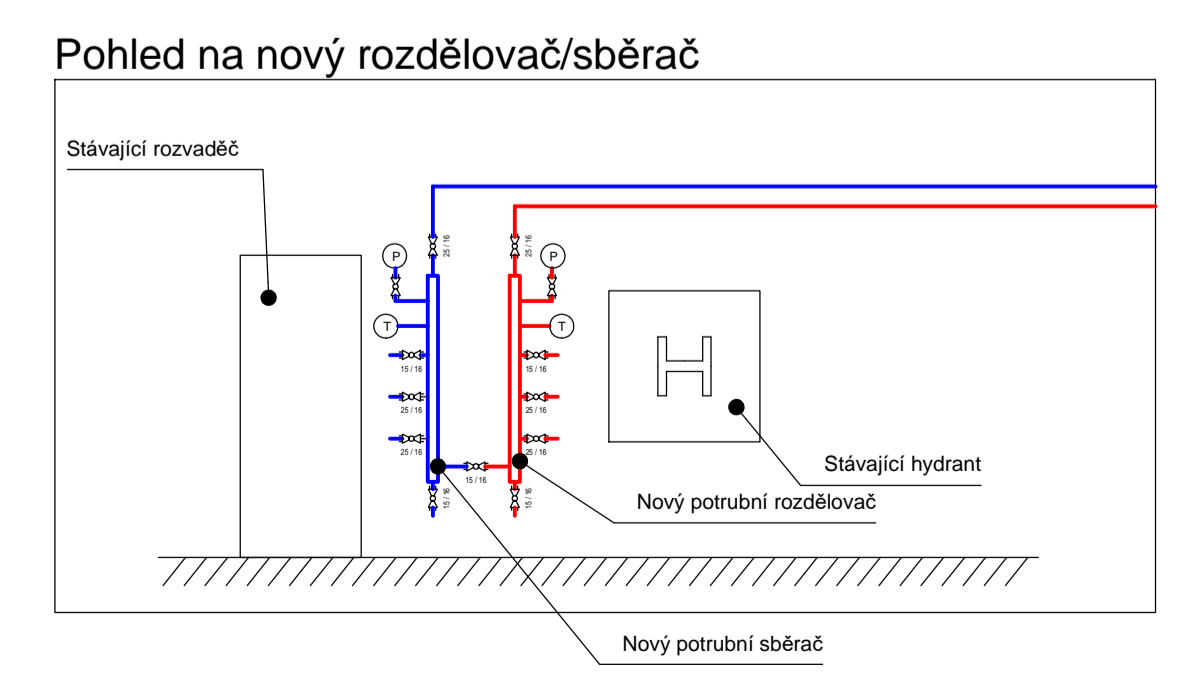 Pohled na nový rozdělovač/sběrač
Stávající rozvaděč
25 / 16
25 / 16
P
P
T
T
15 / 16
15 / 16
25 / 16
25 / 16
25 / 16
25 / 16
H
Stávající hydrant
15 / 16
15 / 16
15 / 16
Nový potrubní rozdělovač
Nový potrubní sběrač